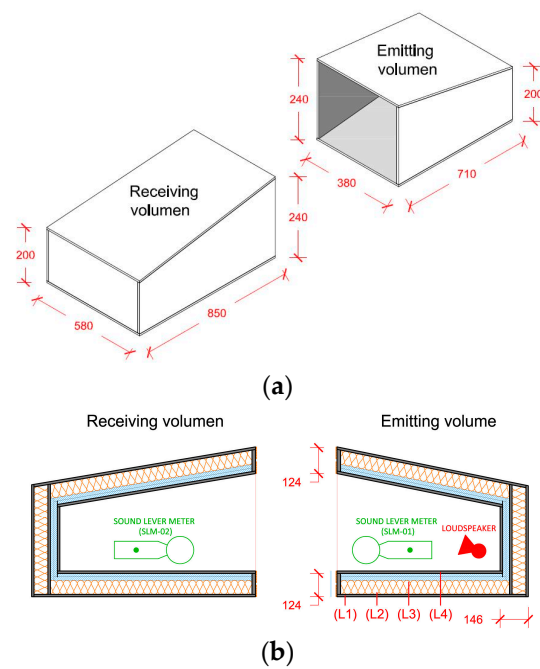 Emitting
volumen
240
200
380
710
Receiving
volumen
240
200
580
850
(a)
Receiving volumen
Emitting volume
124
SOUND LEVER METER
(SLM-02)
SOUND LEVER METER
(SLM-01)
LOUDSPEAKER
124
(L1) (L2) (L3) (L4)
146
(b)